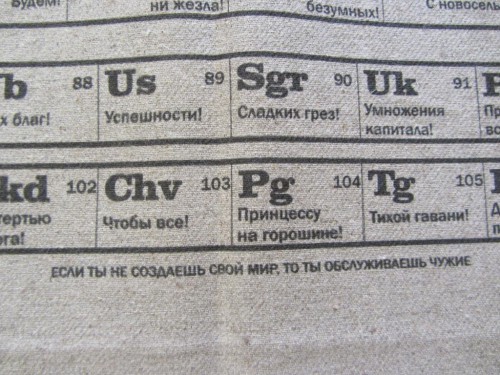 ни жезла!
безумных!
88
Us 89
Успешности!
Sgr 90
Сладких грез!
Uk 91
Умножения
капитала!
х благ!
kd 102
Chv 103
Чтобы все!
Pg 104
Принцессу
на горошине!
Tg 105
Тихой гавани!
ЕСЛИ ТЫ НЕ СОЗДАЕШЬ СВОЙ МИР, ТО ТЫ ОБСЛУЖИВАЕШЬ ЧУЖИЕ